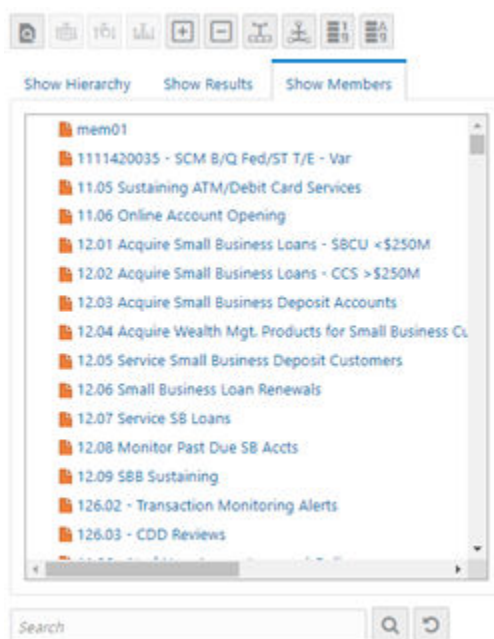 Show Hierarchy Show Results Show Members
mem01
1111420035 - SCM B/Q Fed/ST T/E - Var
11.05 Sustaining ATM/Debit Card Services
11.06 Online Account Opening
12.01 Acquire Small Business Loans - SBCU <$250M
12.02 Acquire Small Business Loans - CCS >$250M
12.03 Acquire Small Business Deposit Accounts
12.04 Acquire Wealth Mgt. Products for Small Business Cu
12.05 Service Small Business Deposit Customers
12.06 Small Business Loan Renewals
12.07 Service SB Loans
12.08 Monitor Past Due SB Accts
12.09 SBB Sustaining
126.02 - Transaction Monitoring Alerts
126.03 - CDD Reviews
Search